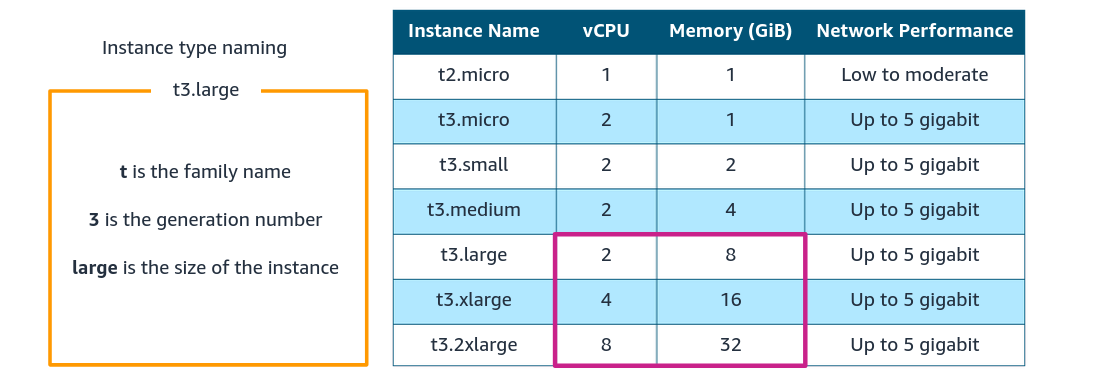 Instance type naming
t3.large
t is the family name
3 is the generation number
large is the size of the instance
Instance Name vCPU Memory (GiB) Network Performance
t2.micro 1 1 Low to moderate
t3.micro 2 1 Up to 5 gigabit
t3.small 2 2 Up to 5 gigabit
t3.medium 2 4 Up to 5 gigabit
t3.large 2 8 Up to 5 gigabit
t3.xlarge 4 16 Up to 5 gigabit
t3.2xlarge 8 32 Up to 5 gigabit